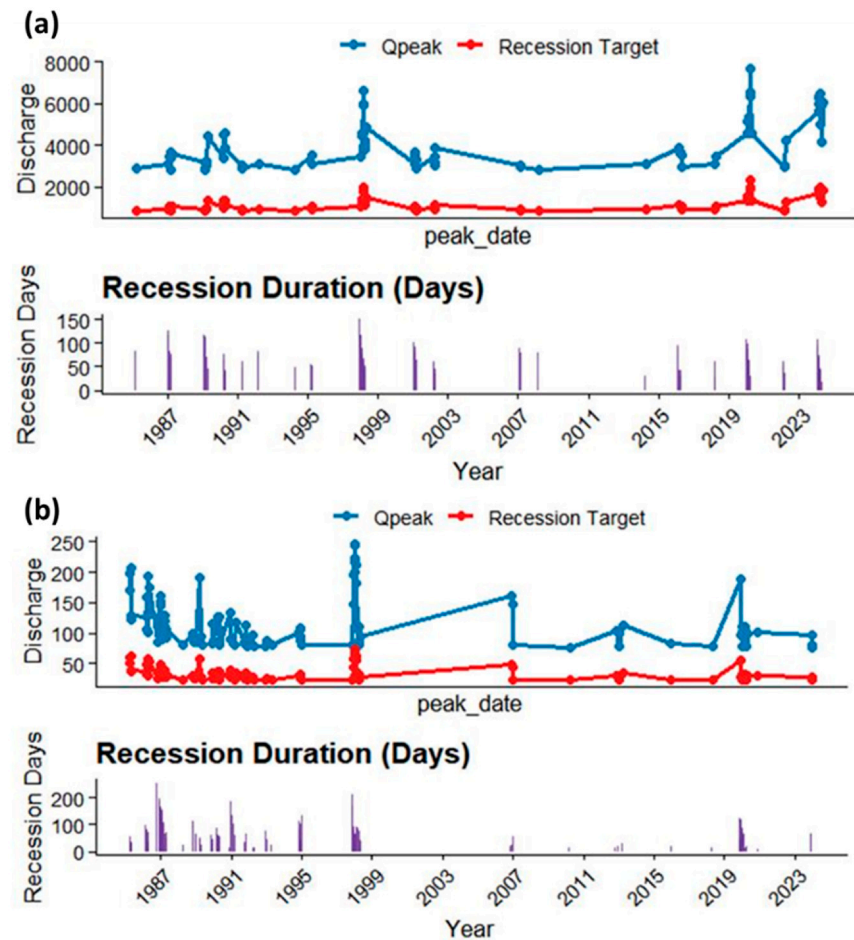 (a)
Qpeak Recession Target
Discharge
8000
6000
4000
2000
peak_date
Recession Duration (Days)
Recession Days
150
100
50
0
1987 1991 1995 1999 2003 2007 2011 2015 2019 2023
Year
(b)
Qpeak Recession Target
Discharge
250
200
150
100
50
peak_date
Recession Duration (Days)
Recession Days
200
100
0
1987 1991 1995 1999 2003 2007 2012 2015 2019 2023
Year